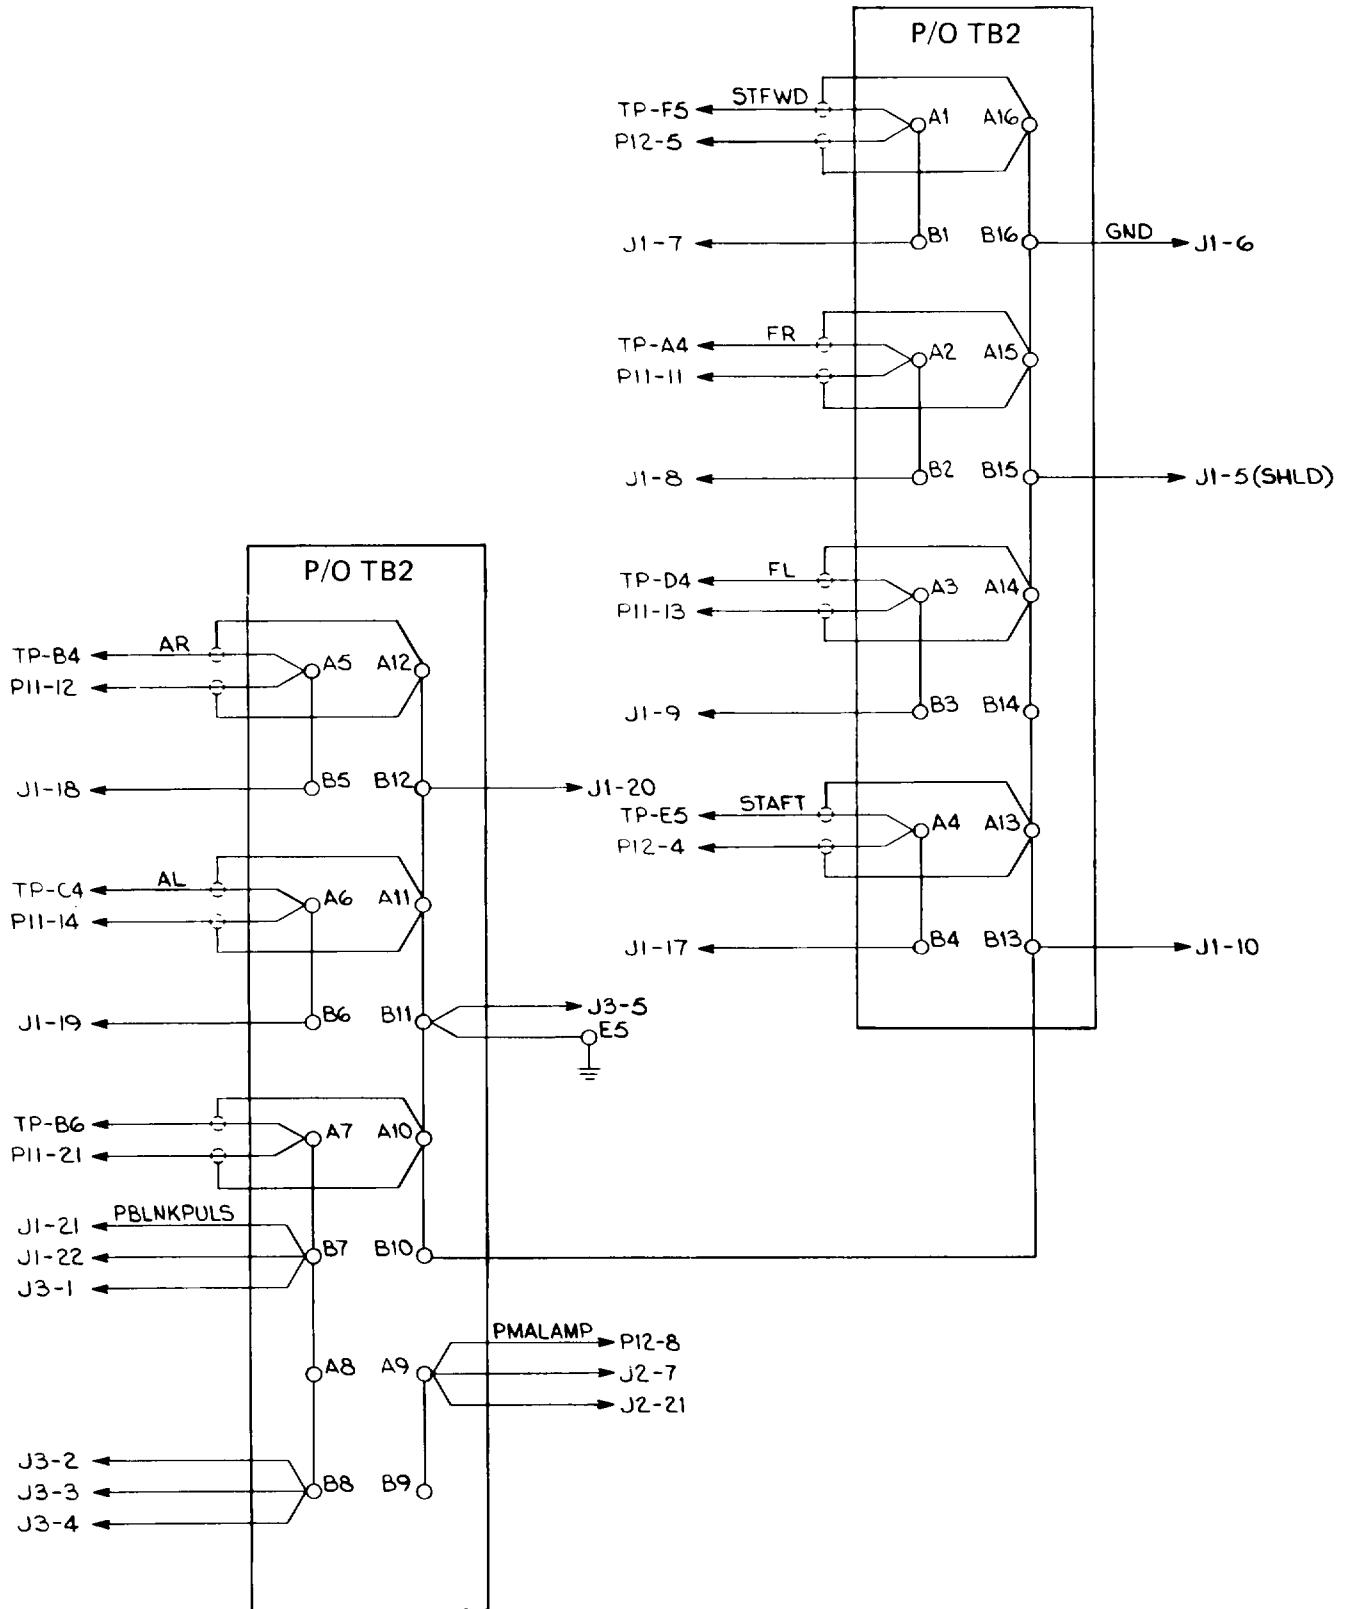 P/O TB2
TP-F5 STFWD A1 A16
P12-5
J1-7 B1 B16 GND J1-6
TP-A4 FR A2 A15
P11-11
J1-8 B2 B15 J1-5(SHLD)
TP-D4 FL A3 A14
P11-13
J1-9 B3 B14
TP-E5 STAFT A4 A13
P12-4
J1-17 B4 B13 J1-10
P/O TB2
TP-B4 AR A5 A12
P11-12
J1-18 B5 B12 J1-20
TP-C4 AL A6 A11
P11-14
J1-19 B6 B11 J3-5
E5
TP-B6 A7 A10
P11-21
J1-21 PBLNKPULS
J1-22 B7 B10
J3-1
PMALAMP P12-8
A8 A9 J2-7
J2-21
J3-2
J3-3 B8 B9
J3-4